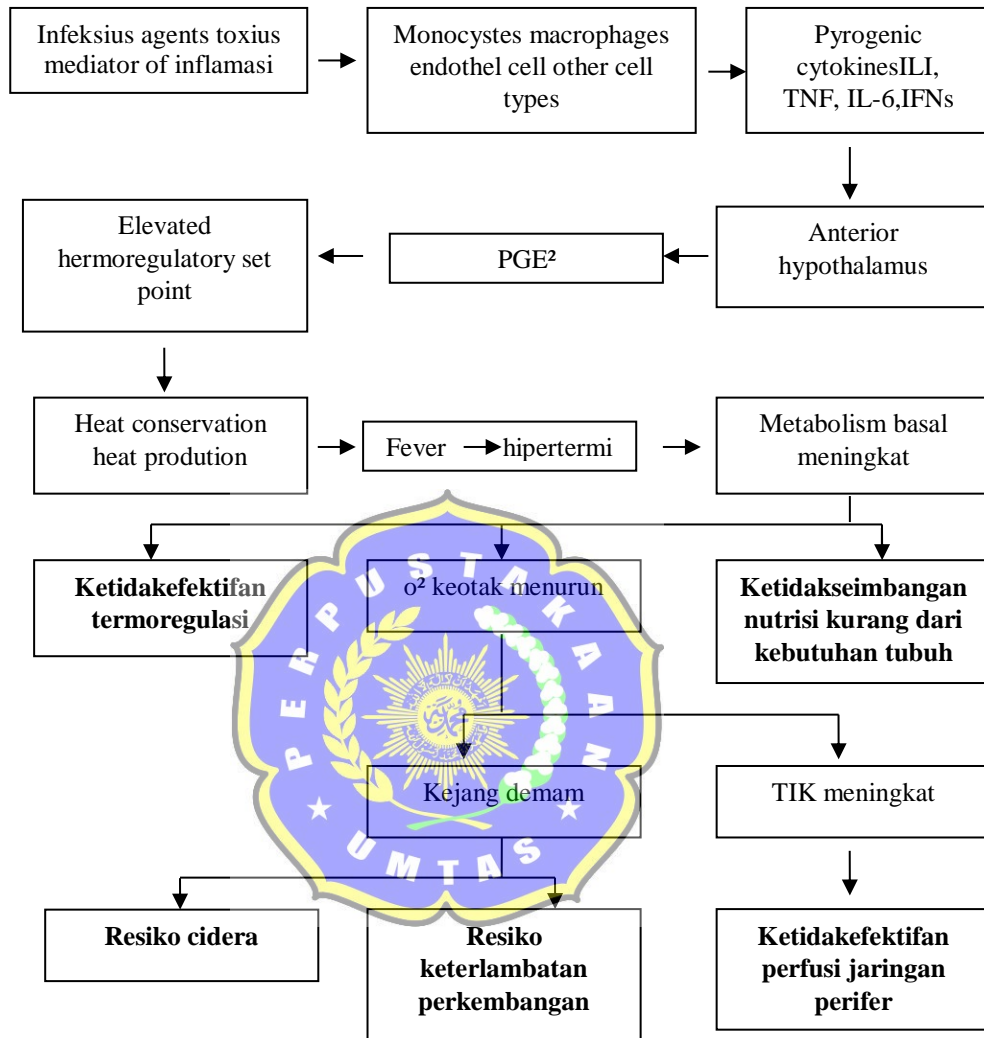 Infeksius agents toxius
mediator of inflamasi
Monocystes macrophages
endothel cell other cell
types
Pyrogenic
cytokinesILI,
TNF, IL-6,IFNs
Elevated
hermoregulatory set
point
PGE²
Anterior
hypothalamus
Heat conservation
heat prodution
Fever
hipertermi
Metabolism basal
meningkat
Ketidakefektifan
termoregulasi
o² keotak menurun
Ketidakseimbangan
nutrisi kurang dari
kebutuhan tubuh
PERPUSTAKAAN
Kejang demam
TIK meningkat
UMTAS
Resiko cidera
Resiko
keterlambatan
perkembangan
Ketidakefektifan
perfusi jaringan
perifer